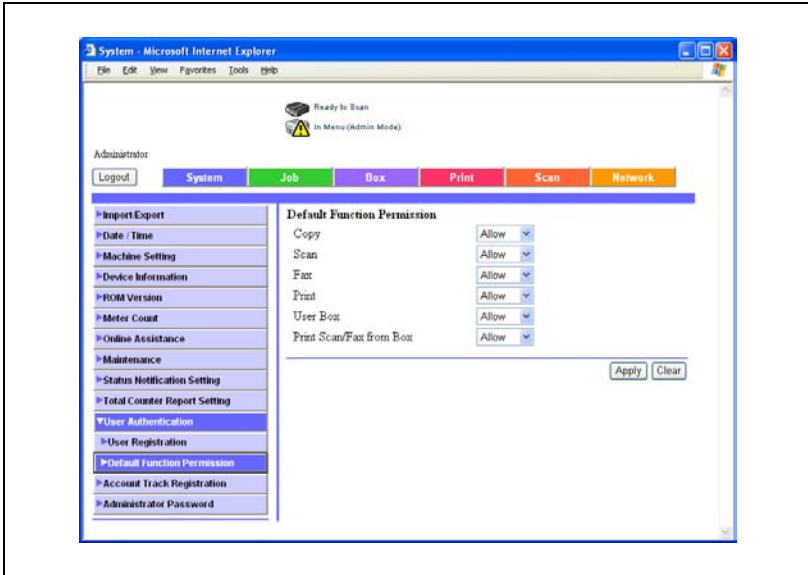 System - Microsoft Internet Explorer
File Edit View Favorites Tools Help
Ready to Scan
In Menu (Admin Mode)
Administrator
Logout System Job Box Print Scan Network
Import/Export
Date / Time
Machine Setting
Device Information
ROM Version
Meter Count
Online Assistance
Maintenance
Status Notification Setting
Total Counter Report Setting
User Authentication
User Registration
Default Function Permission
Account Track Registration
Administrator Password
Default Function Permission
Copy Allow
Scan Allow
Fax Allow
Print Allow
User Box Allow
Print Scan/Fax from Box Allow
Apply Clear